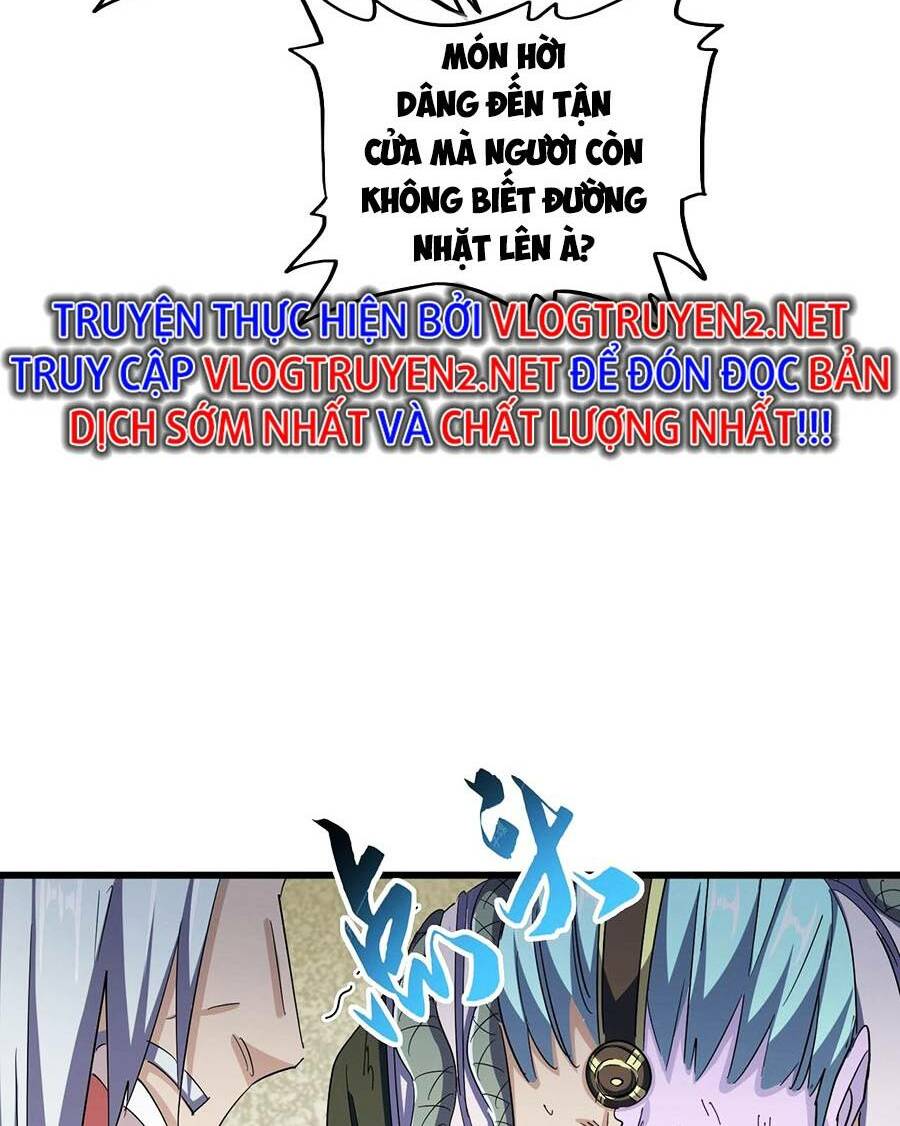 MÓN HỜI
DÂNG ĐẾN TẬN
CỬA MÀ NGƯƠI CÒN
KHÔNG BIẾT ĐƯỜNG
NHẶT LÊN À?
TRUYỆN THỰC HIỆN BỞI VLOGTRUYEN2.NET
TRUY CẬP VLOGTRUYEN2.NET ĐỂ ĐÓN ĐỌC BẢN
DỊCH SỚM NHẤT VÀ CHẤT LƯỢNG NHẤT!!!